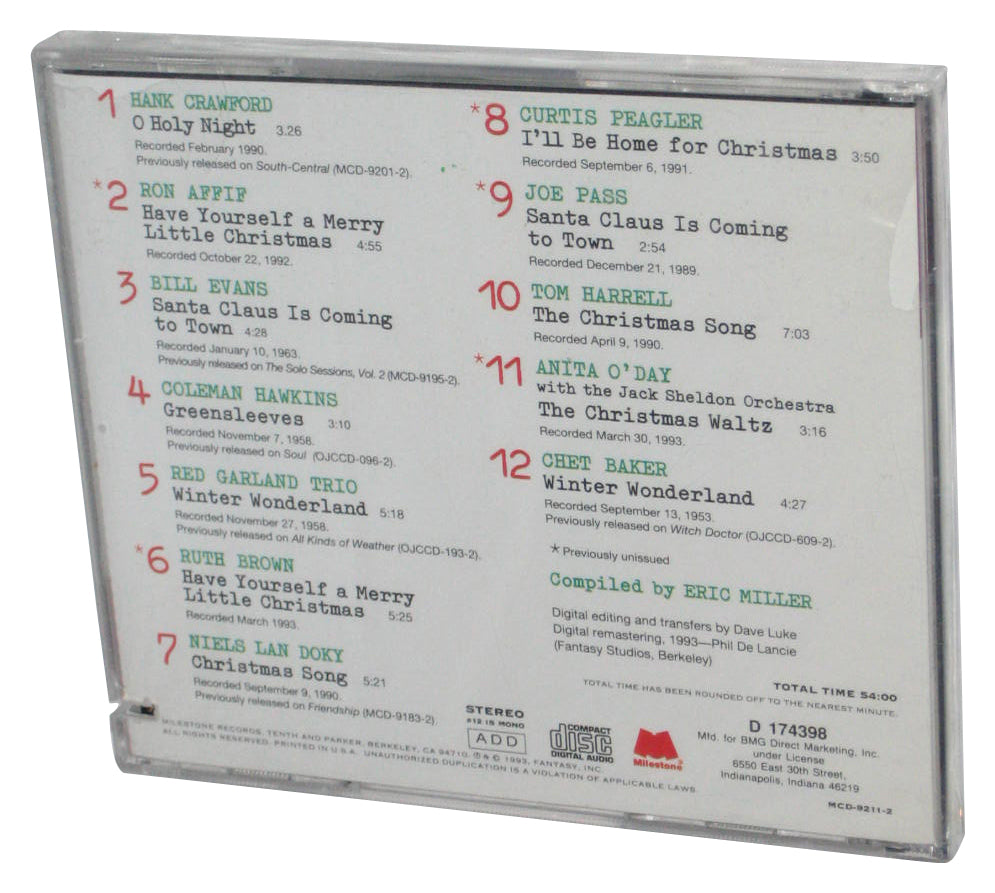 1 HANK CRAWFORD
O Holy Night 3.26
Recorded February 1990.
Previously released on South-Central (MCD-9201-2).
*2 RON AFFIF
Have Yourself a Merry
Little Christmas 4:55
Recorded October 22, 1992.
3 BILL EVANS
Santa Claus Is Coming
to Town 4:28
Recorded January 10, 1963.
Previously released on The Solo Sessions, Vol. 2 (MCD-9195-2).
4 COLEMAN HAWKINS
Greensleeves 3:10
Recorded November 7, 1958.
Previously released on Soul (OJCCD-096-2).
5 RED GARLAND TRIO
Winter Wonderland 5:18
Recorded November 27, 1958.
Previously released on All Kinds of Weather (OJCCD-193-2).
*6 RUTH BROWN
Have Yourself a Merry
Little Christmas 5:25
Recorded March 1993.
7 NIELS LAN DOKY
Christmas Song 5:21
Recorded September 9, 1990.
Previously released on Friendship (MCD-9183-2).
*8 CURTIS PEAGLER
I'll Be Home for Christmas 3:50
Recorded September 6, 1991.
*9 JOE PASS
Santa Claus Is Coming
to Town 2:54
Recorded December 21, 1989.
10 TOM HARRELL
The Christmas Song 7:03
Recorded April 9, 1990.
*11 ANITA O'DAY
with the Jack Sheldon Orchestra
The Christmas Waltz 3:16
Recorded March 30, 1993.
12 CHET BAKER
Winter Wonderland 4:27
Recorded September 13, 1953.
Previously released on Witch Doctor (OJCCD-609-2).
* Previously unissued
Compiled by ERIC MILLER
Digital editing and transfers by Dave Luke
Digital remastering, 1993—Phil De Lancie
(Fantasy Studios, Berkeley)
TOTAL TIME 54:00
TOTAL TIME HAS BEEN ROUNDED OFF TO THE NEAREST MINUTE.
STEREO
#12 IS MONO
ADD
COMPACT
disc
DIGITAL AUDIO
Milestone®
D 174398
Mfd. for BMG Direct Marketing, Inc.
under License
6550 East 30th Street,
Indianapolis, Indiana 46219
MILESTONE RECORDS, TENTH AND PARKER, BERKELEY, CA 94710. ℗ & © 1993, FANTASY, INC.
ALL RIGHTS RESERVED. PRINTED IN U.S.A. UNAUTHORIZED DUPLICATION IS A VIOLATION OF APPLICABLE LAWS.
MCD-9211-2